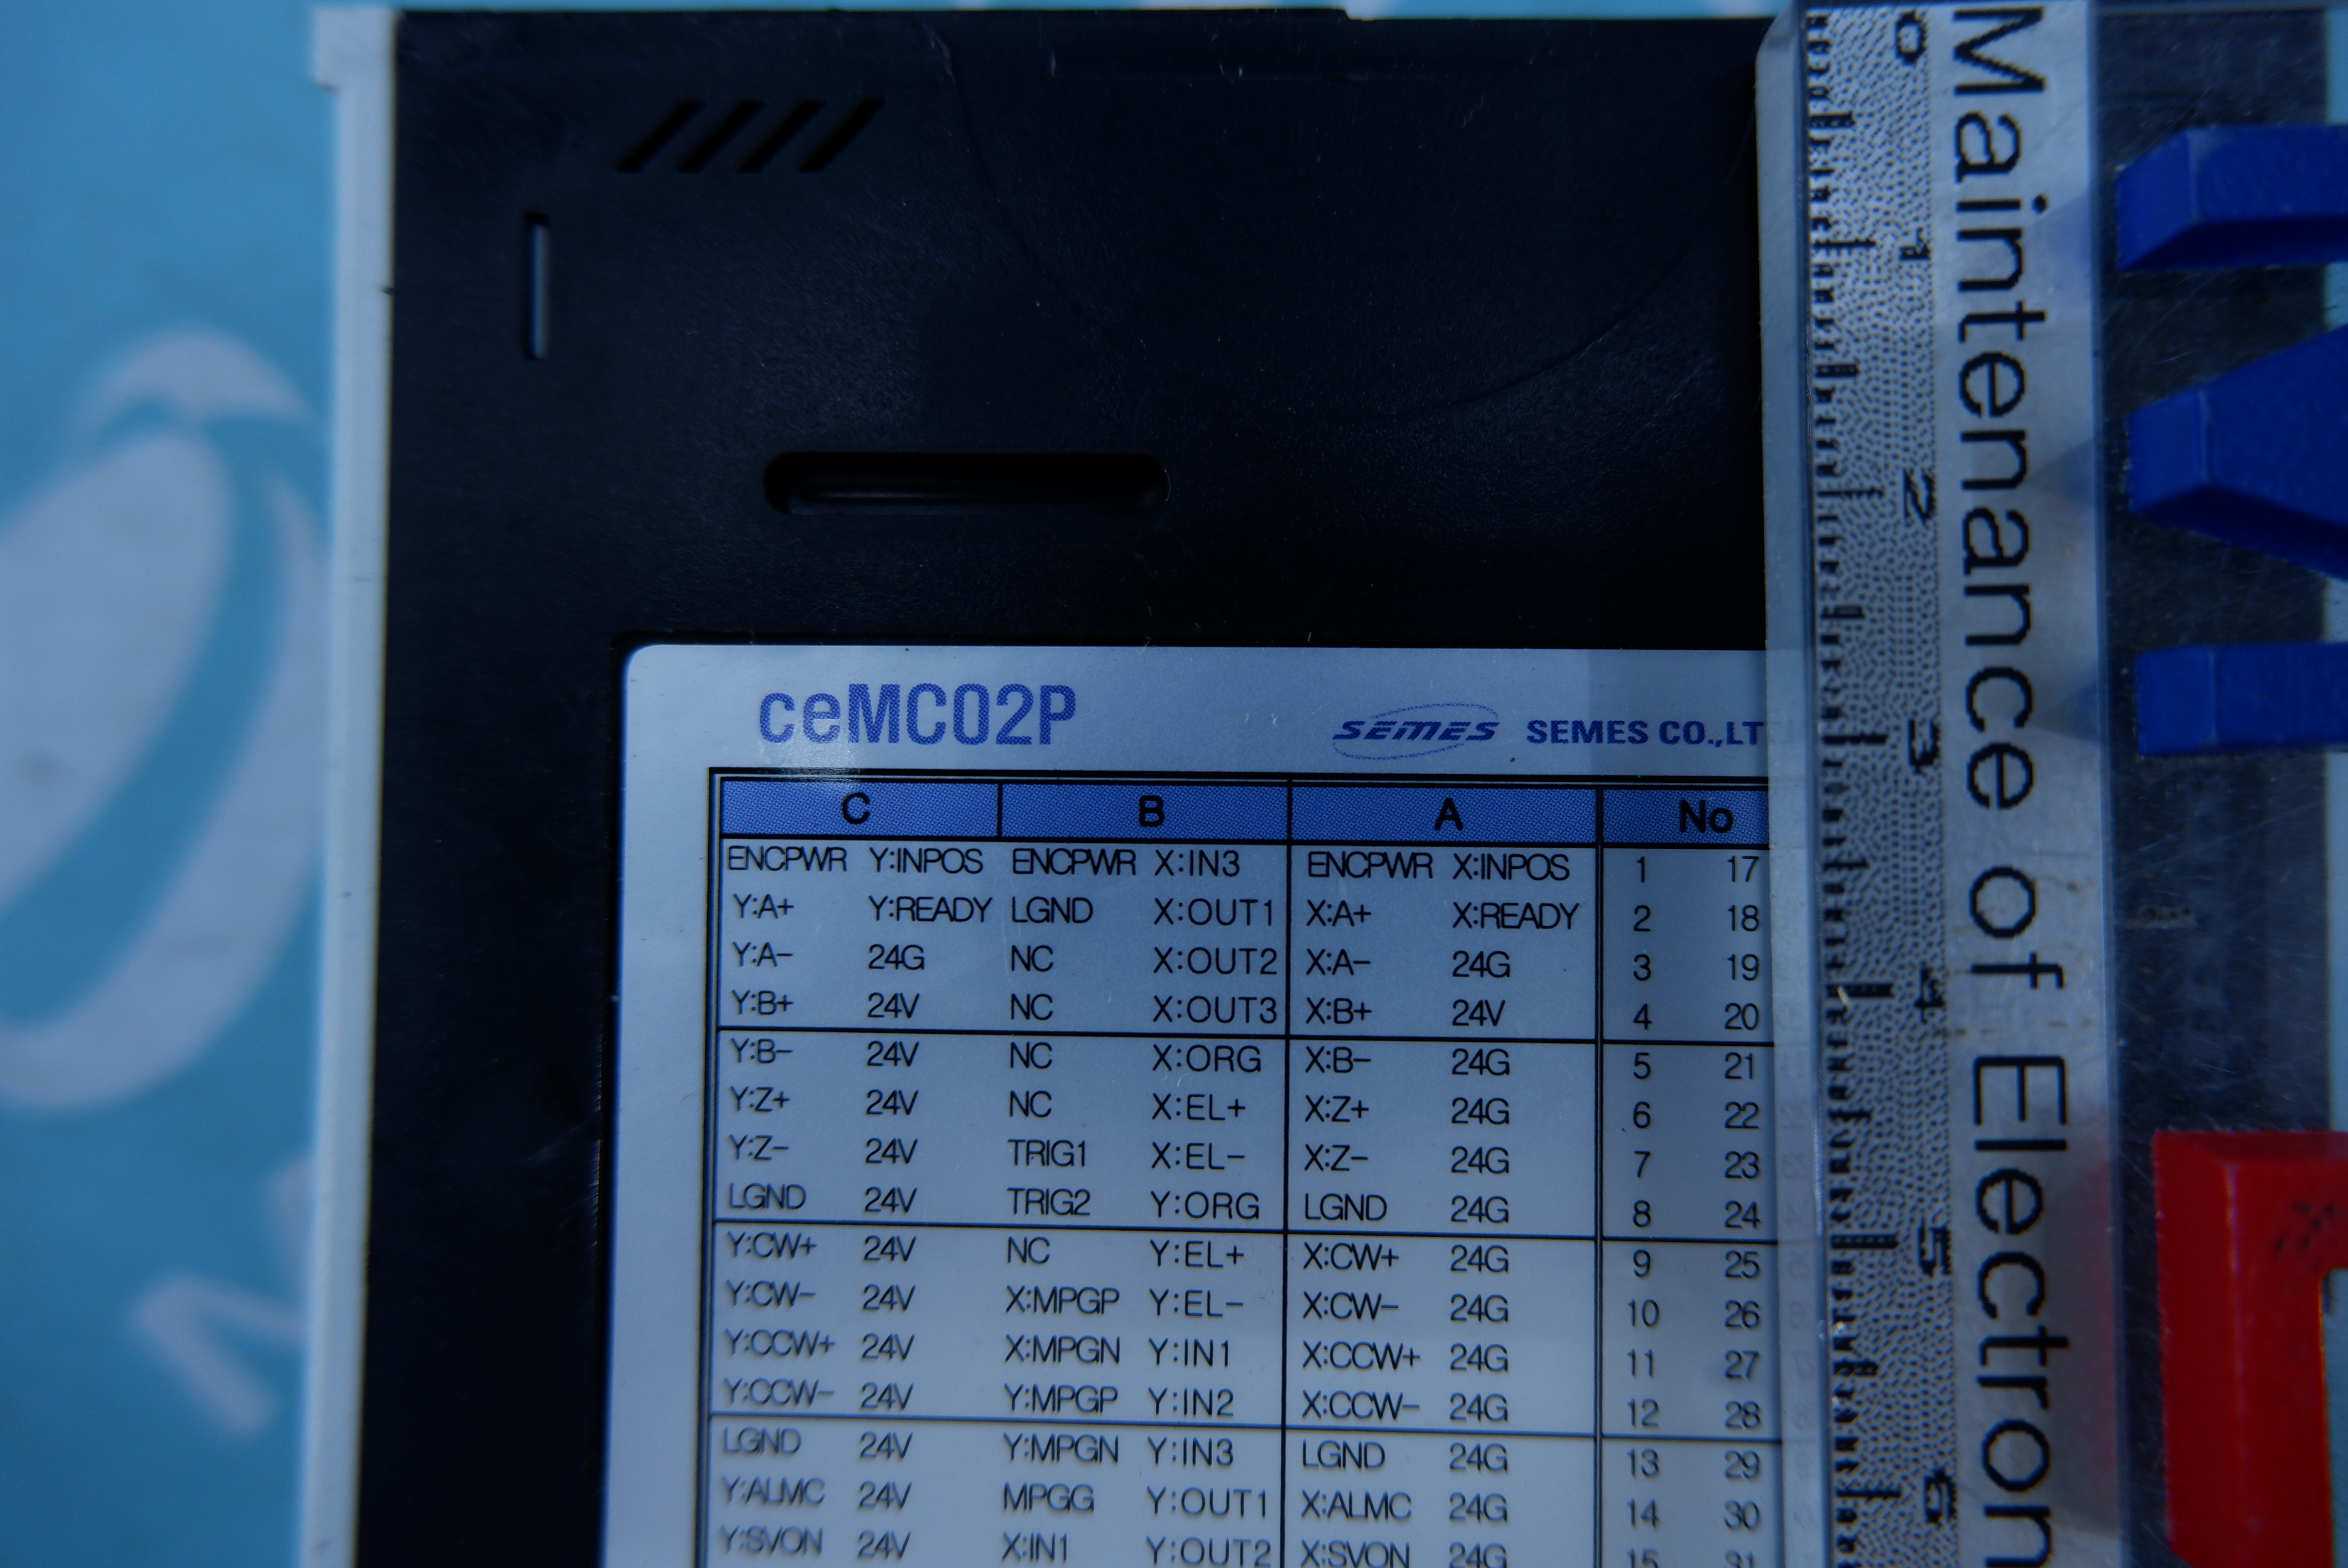 ceMC02P SEMES SEMES CO.,LT
C B A No
ENCPWR Y:INPOS ENCPWR X:IN3 ENCPWR X:INPOS 1 17
Y:A+ Y:READY LGND X:OUT1 X:A+ X:READY 2 18
Y:A- 24G NC X:OUT2 X:A- 24G 3 19
Y:B+ 24V NC X:OUT3 X:B+ 24V 4 20
Y:B- 24V NC X:ORG X:B- 24G 5 21
Y:Z+ 24V NC X:EL+ X:Z+ 24G 6 22
Y:Z- 24V TRIG1 X:EL- X:Z- 24G 7 23
LGND 24V TRIG2 Y:ORG LGND 24G 8 24
Y:CW+ 24V NC Y:EL+ X:CW+ 24G 9 25
Y:CW- 24V X:MPGP Y:EL- X:CW- 24G 10 26
Y:CCW+ 24V X:MPGN Y:IN1 X:CCW+ 24G 11 27
Y:CCW- 24V Y:MPGP Y:IN2 X:CCW- 24G 12 28
LGND 24V Y:MPGN Y:IN3 LGND 24G 13 29
Y:ALMC 24V MPGG Y:OUT1 X:ALMC 24G 14 30
Y:SVON 24V X:IN1 Y:OUT2 X:SVON 24G 15 31
0 1 2 3 4 5 6
Maintenance of Electron